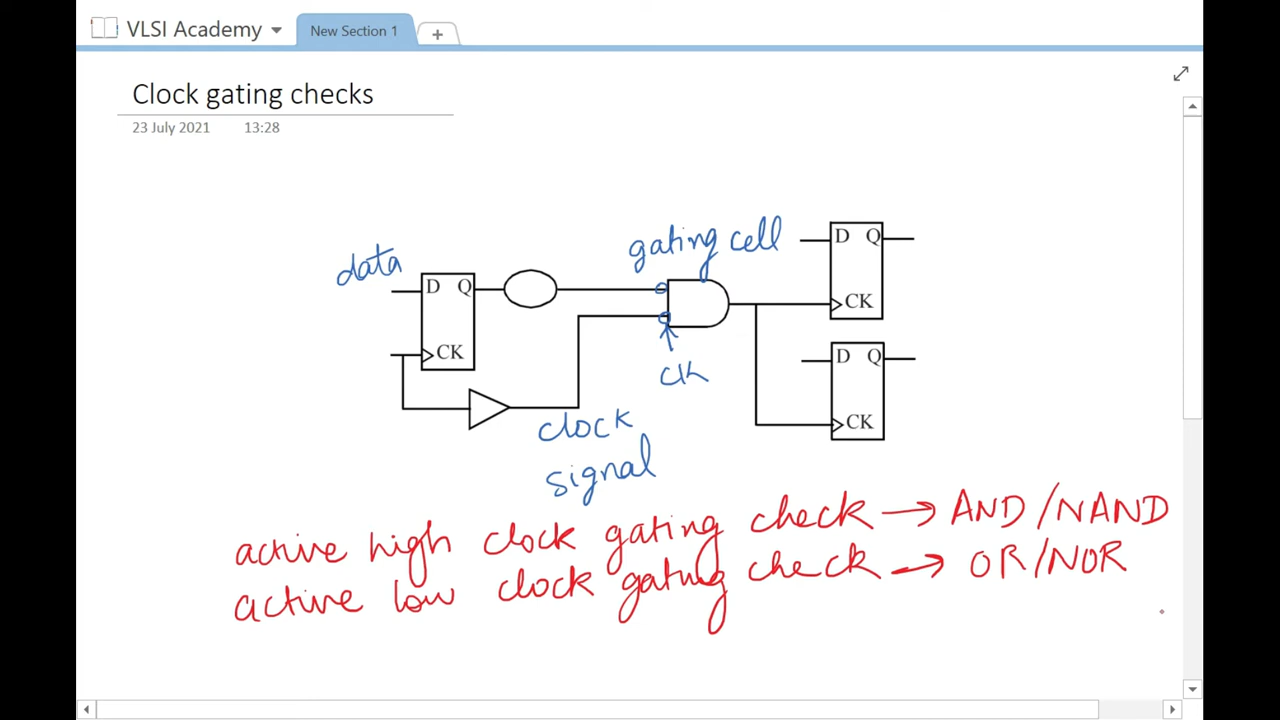 VLSI Academy
New Section 1
+
Clock gating checks
23 July 2021 13:28
gating cell
data
D Q
CK
D Q
CK
clk
D Q
CK
clock
signal
active high clock gating check → AND/NAND
active low clock gating check → OR/NOR